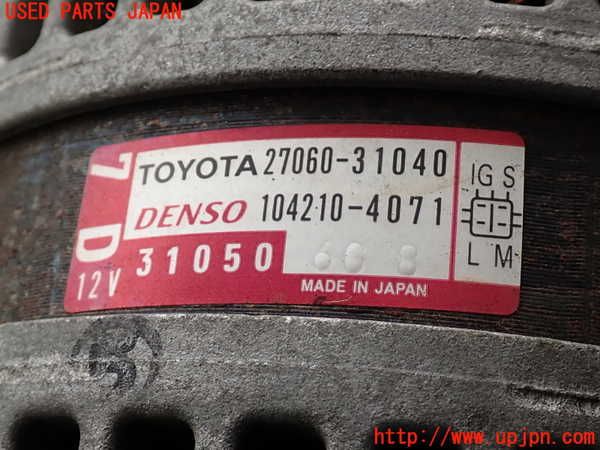 USED PARTS JAPAN
7D
12V
TOYOTA 27060-31040
DENSO 104210-4071
31050
MADE IN JAPAN
IG S
L M
http://www.upjpn.com/